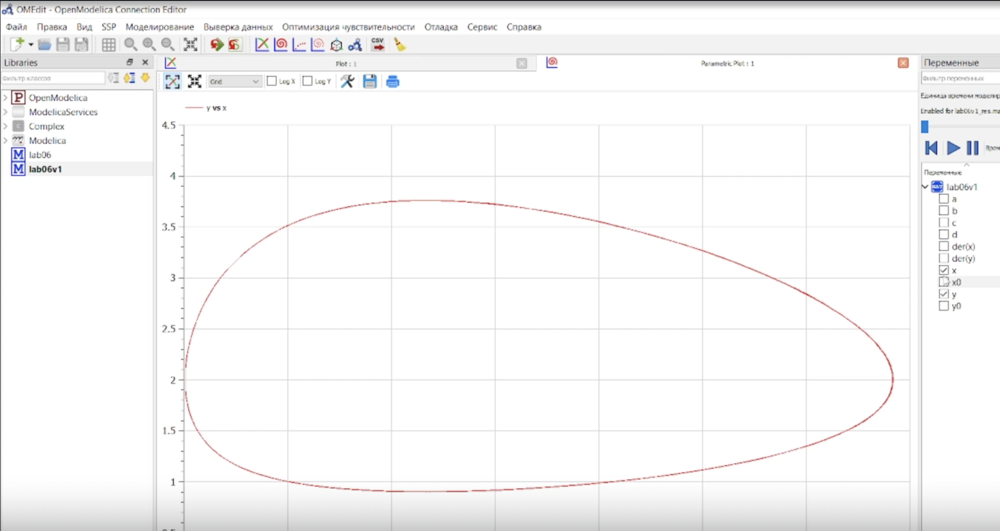 OMEdit - OpenModelica Connection Editor
Файл Правка Вид SSP Моделирование Выверка данных Оптимизация чувствительности Отладка Сервис Справка
CSV
Libraries
Plot : 1
Parametric Plot : 1
Переменные
Фильтр классов
Grid
Log X
Log Y
Фильтр переменных
P OpenModelica
ModelicaServices
C Complex
Modelica
M lab06
M lab06v1
Единица времени моделир
Enabled for lab06v1_res.ma
Врем
y vs x
4.5
4
3.5
3
2.5
2
1.5
1
Переменные
lab06v1
a
b
c
d
der(x)
der(y)
x
x0
y
y0